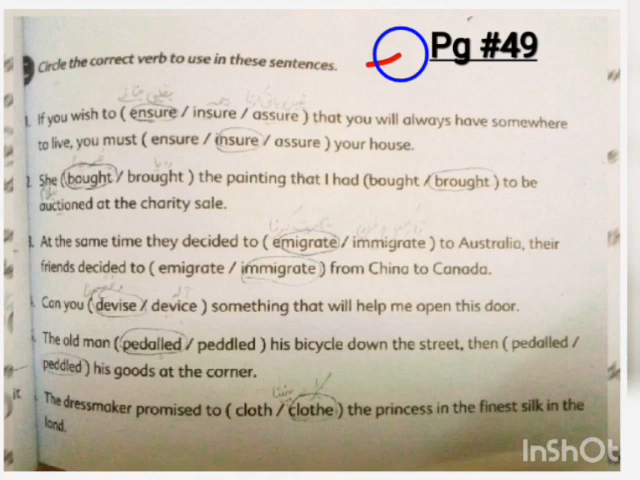 Pg #49
Circle the correct verb to use in these sentences.
If you wish to ( ensure / insure / assure ) that you will always have somewhere
to live, you must ( ensure / insure / assure ) your house.
2 She ( bought / brought ) the painting that I had (bought / brought ) to be
auctioned at the charity sale.
At the same time they decided to ( emigrate / immigrate ) to Australia, their
friends decided to ( emigrate / immigrate ) from China to Canada.
Can you ( devise / device ) something that will help me open this door.
The old man ( pedalled / peddled ) his bicycle down the street, then ( pedalled /
peddled ) his goods at the corner.
The dressmaker promised to ( cloth / clothe ) the princess in the finest silk in the
land.
InShOt